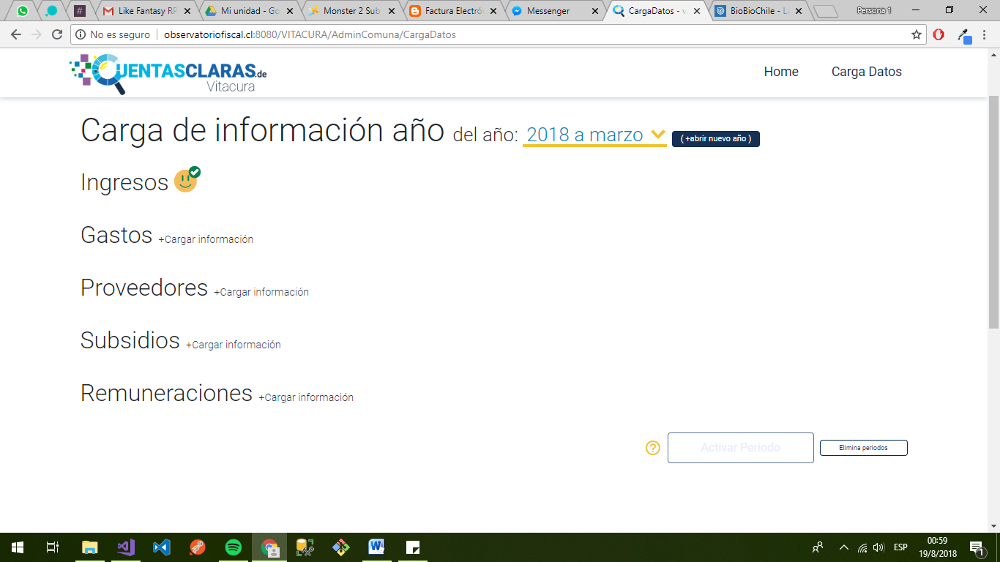 Like Fantasy RP
Mi unidad - Go
Monster 2 Sub
Factura Electró
Messenger
CargaDatos - v
BioBioChile - L
Persona 1
No es seguro
observatoriofiscal.cl:8080/VITACURA/AdminComuna/CargaDatos
CUENTASCLARAS.de
Vitacura
Home
Carga Datos
Carga de información año del año: 2018 a marzo ( +abrir nuevo año )
Ingresos
Gastos +Cargar información
Proveedores +Cargar información
Subsidios +Cargar información
Remuneraciones +Cargar información
? Activar Periodo Elimina periodos
ESP
00:59
19/8/2018
1